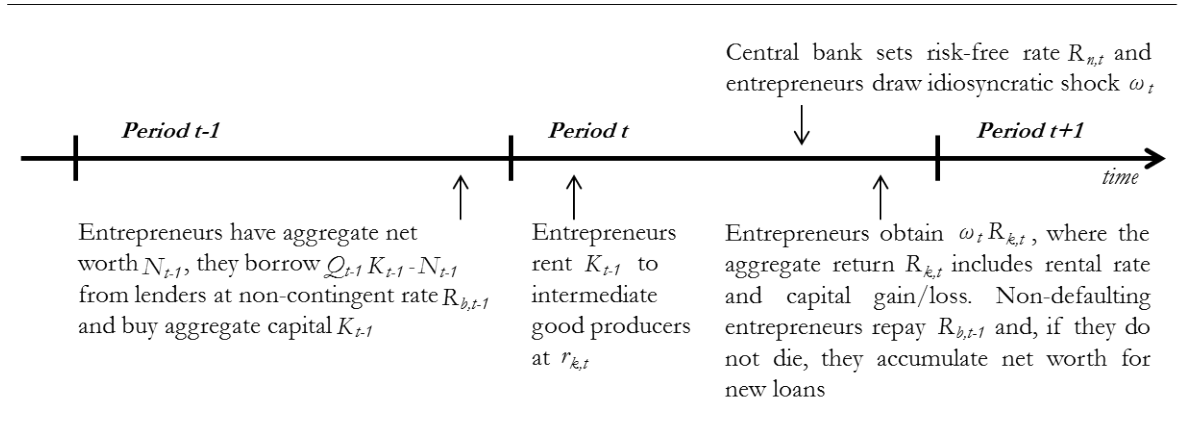 Central bank sets risk-free rate R_{n,t} and
entrepreneurs draw idiosyncratic shock ω_t
Period t-1
Period t
Period t+1
time
Entrepreneurs have aggregate net
worth N_{t-1}, they borrow Q_{t-1} K_{t-1} - N_{t-1}
from lenders at non-contingent rate R_{b,t-1}
and buy aggregate capital K_{t-1}
Entrepreneurs
rent K_{t-1} to
intermediate
good producers
at r_{k,t}
Entrepreneurs obtain ω_t R_{k,t}, where the
aggregate return R_{k,t} includes rental rate
and capital gain/loss. Non-defaulting
entrepreneurs repay R_{b,t-1} and, if they do
not die, they accumulate net worth for
new loans